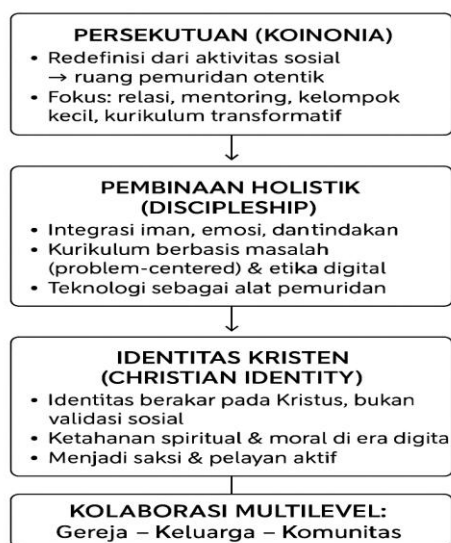 PERSEKUTUAN (KOINONIA)
• Redefinisi dari aktivitas sosial
→ ruang pemuridan otentik
• Fokus: relasi, mentoring, kelompok
kecil, kurikulum transformatif
PEMBINAAN HOLISTIK
(DISCIPLESHIP)
• Integrasi iman, emosi, dantindakan
• Kurikulum berbasis masalah
(problem-centered) & etika digital
• Teknologi sebagai alat pemuridan
IDENTITAS KRISTEN
(CHRISTIAN IDENTITY)
• Identitas berakar pada Kristus, bukan
validasi sosial
• Ketahanan spiritual & moral di era digita
• Menjadi saksi & pelayan aktif
KOLABORASI MULTILEVEL:
Gereja – Keluarga – Komunitas